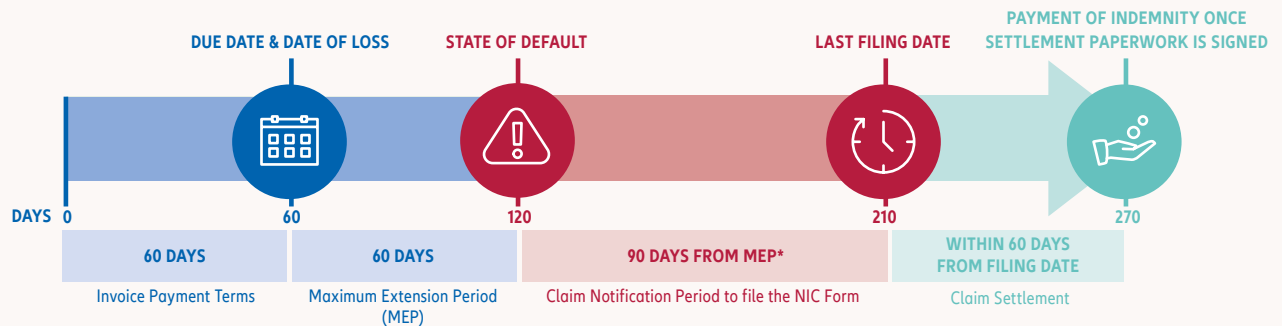 PAYMENT OF INDEMNITY ONCE
DUE DATE & DATE OF LOSS STATE OF DEFAULT LAST FILING DATE SETTLEMENT PAPERWORK IS SIGNED
DAYS 0 60 120 210 270
60 DAYS 60 DAYS 90 DAYS FROM MEP* WITHIN 60 DAYS
FROM FILING DATE
Invoice Payment Terms Maximum Extension Period Claim Notification Period to file the NIC Form Claim Settlement
(MEP)